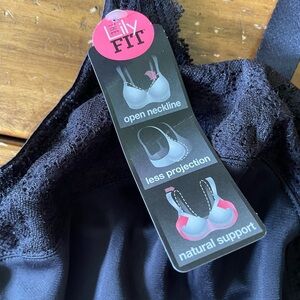 Lily
FIT
open neckline
less projection
natural support